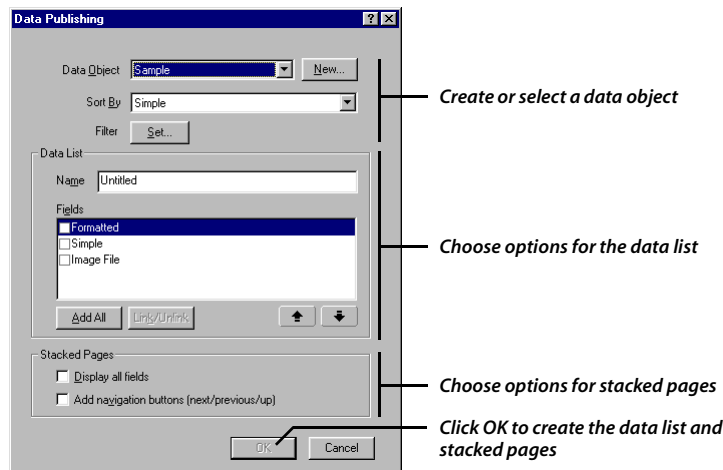 Data Publishing
Data Object Sample New...
Create or select a data object
Sort By Simple
Filter Set...
Data List
Name Untitled
Fields
Formatted
Simple
Image File
Choose options for the data list
Add All Link/Unlink
Stacked Pages
Display all fields
Choose options for stacked pages
Add navigation buttons (next/previous/up)
OK Cancel
Click OK to create the data list and
stacked pages